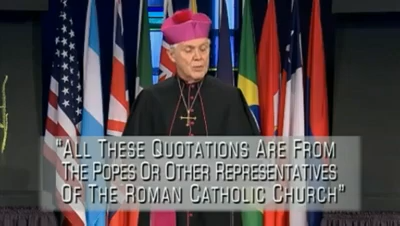 "All These Quotations Are From
The Popes Or Other Representatives
Of The Roman Catholic Church"